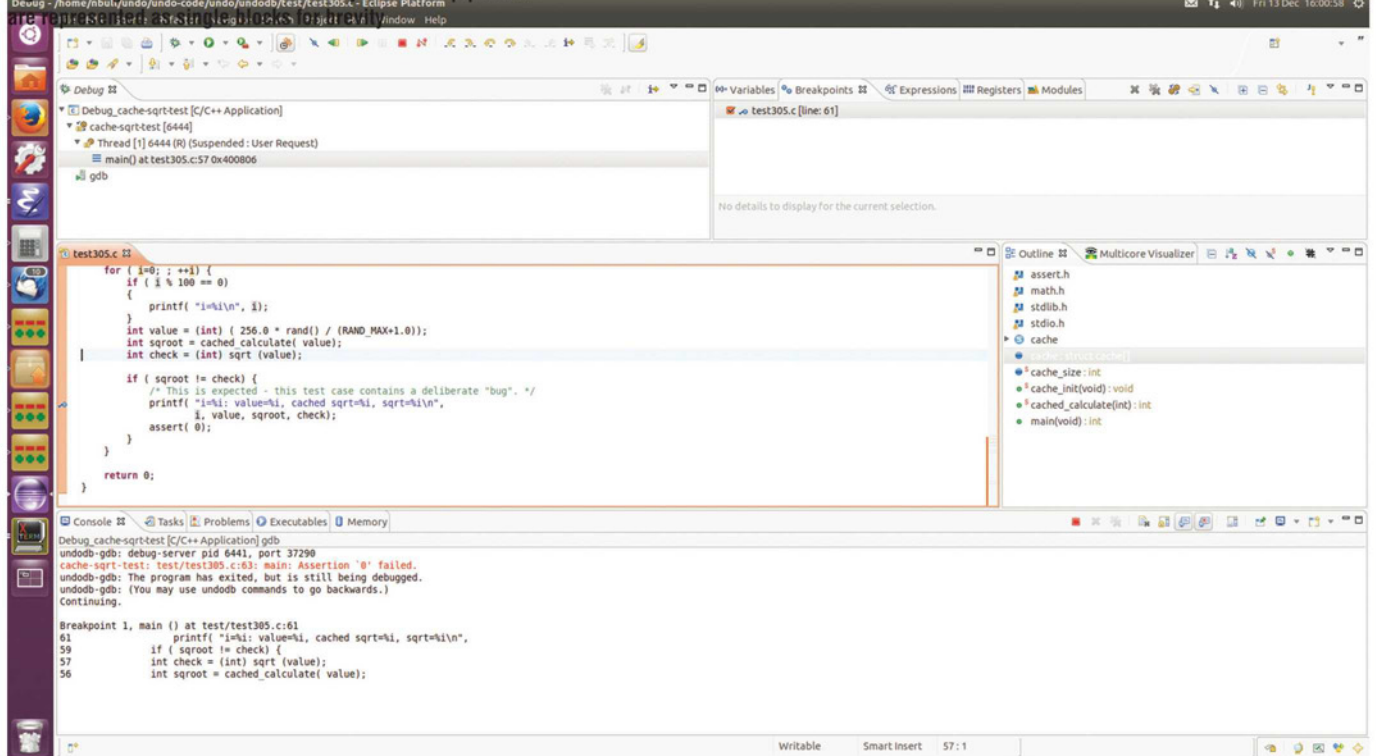 Debug - /home/nbull/undo/undo-code/undo/undodb/test/test305.c - Eclipse Platform
Fri 13 Dec 16:00:58
are represented as single blocks for brevity
Window Help
Debug
Debug_cache-sqrt-test [C/C++ Application]
cache-sqrt-test [6444]
Thread [1] 6444 (R) (Suspended : User Request)
main() at test305.c:57 0x400806
gdb
Variables Breakpoints Expressions Registers Modules
test305.c [line: 61]
No details to display for the current selection.
test305.c
for ( i=0; ; ++i) {
if ( i % 100 == 0)
{
printf( "i=%i\n", i);
}
int value = (int) ( 256.0 * rand() / (RAND_MAX+1.0));
int sqroot = cached_calculate( value);
int check = (int) sqrt (value);
if ( sqroot != check) {
/* This is expected - this test case contains a deliberate "bug". */
printf( "i=%i: value=%i, cached sqrt=%i, sqrt=%i\n",
i, value, sqroot, check);
assert( 0);
}
}
return 0;
}
Outline Multicore Visualizer
assert.h
math.h
stdlib.h
stdio.h
cache
cache : struct cache[]
cache_size : int
cache_init(void) : void
cached_calculate(int) : int
main(void) : int
Console Tasks Problems Executables Memory
Debug_cache-sqrt-test [C/C++ Application] gdb
undodb-gdb: debug-server pid 6441, port 37290
cache-sqrt-test: test/test305.c:63: main: Assertion `0' failed.
undodb-gdb: The program has exited, but is still being debugged.
undodb-gdb: (You may use undodb commands to go backwards.)
Continuing.
Breakpoint 1, main () at test/test305.c:61
61 printf( "i=%i: value=%i, cached sqrt=%i, sqrt=%i\n",
59 if ( sqroot != check) {
57 int check = (int) sqrt (value);
56 int sqroot = cached_calculate( value);
Writable Smart Insert 57 : 1